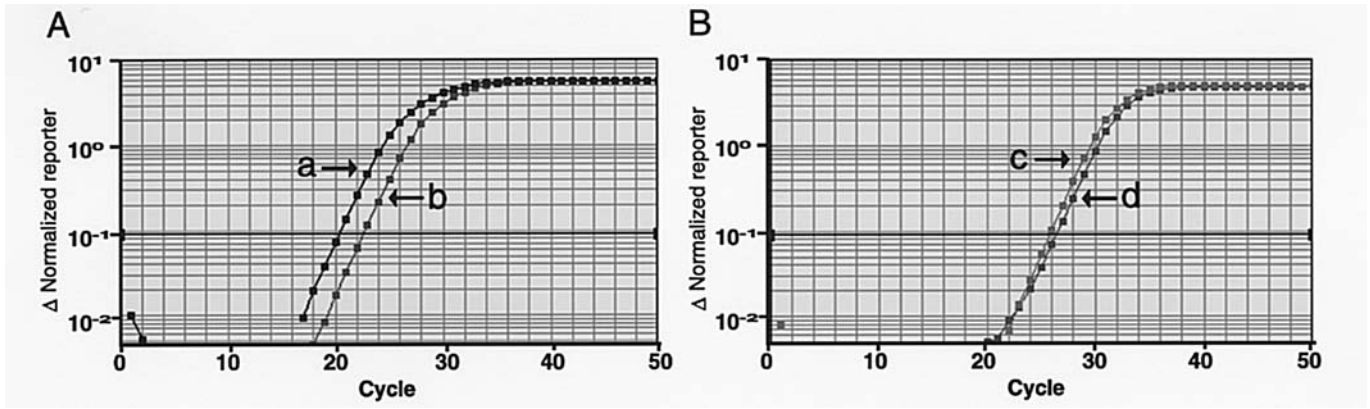 A
Δ Normalized reporter
10¹
10⁰
10⁻¹
10⁻²
a
b
0 10 20 30 40 50
Cycle
B
Δ Normalized reporter
10¹
10⁰
10⁻¹
10⁻²
c
d
0 10 20 30 40 50
Cycle